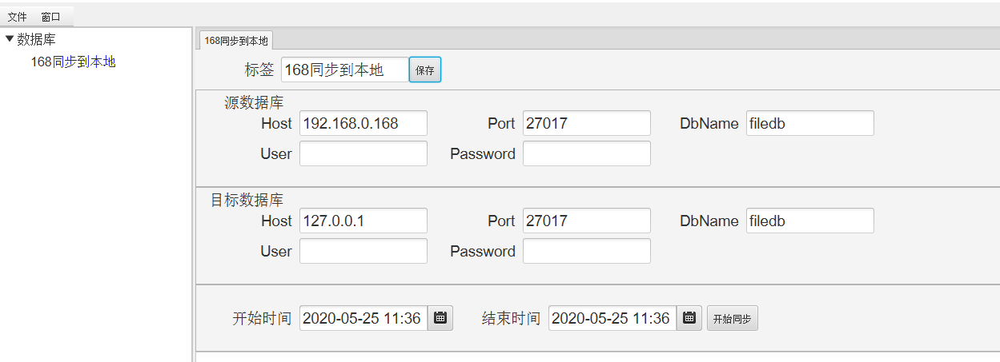 文件 窗口
数据库
168同步到本地
168同步到本地
标签 168同步到本地 保存
源数据库
Host 192.168.0.168 Port 27017 DbName filedb
User Password
目标数据库
Host 127.0.0.1 Port 27017 DbName filedb
User Password
开始时间 2020-05-25 11:36 结束时间 2020-05-25 11:36 开始同步